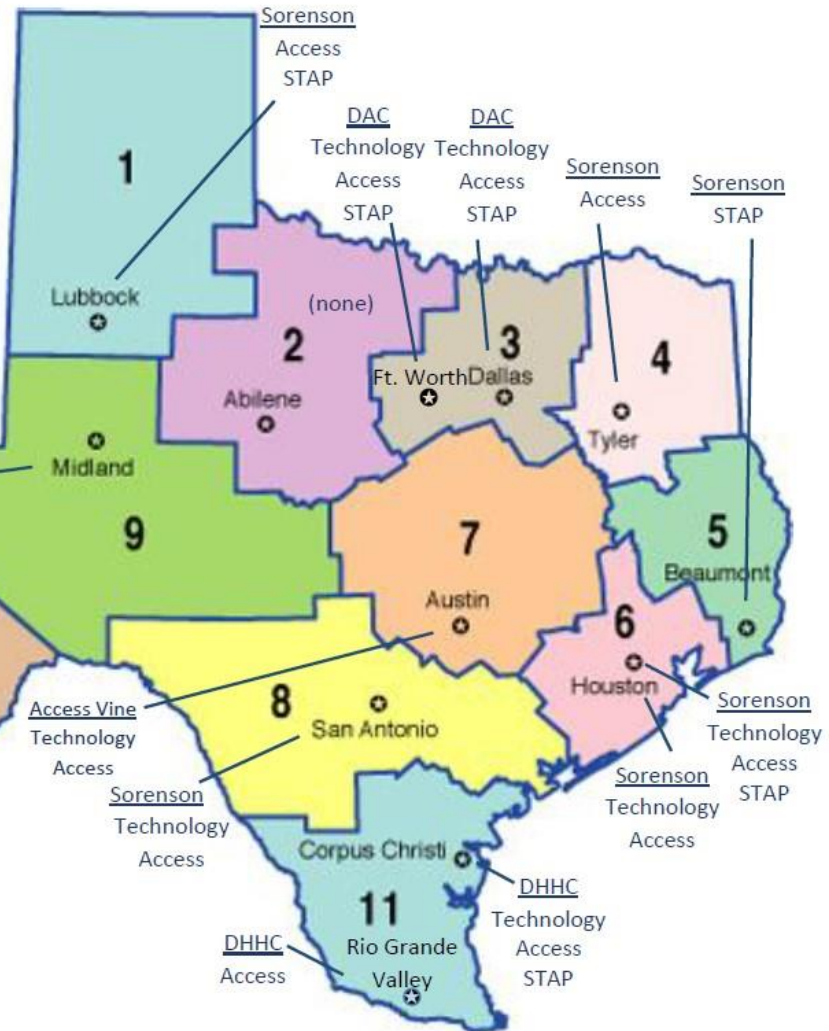 Sorenson
Access
STAP
DAC
Technology
Access
STAP
DAC
Technology
Access
STAP
Sorenson
Access
Sorenson
STAP
1
Lubbock
(none)
2
Abilene
3
Ft. Worth
Dallas
4
Tyler
Midland
9
7
Austin
5
Beaumont
6
Houston
8
San Antonio
Access Vine
Technology
Access
Sorenson
Technology
Access
Sorenson
Technology
Access
STAP
Sorenson
Technology
Access
Corpus Christi
11
Rio Grande
Valley
DHHC
Technology
Access
STAP
DHHC
Access